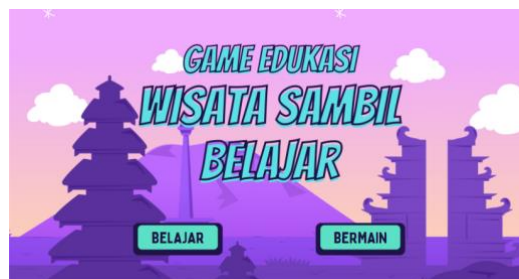 GAME EDUKASI
WISATA SAMBIL
BELAJAR
BELAJAR
BERMAIN